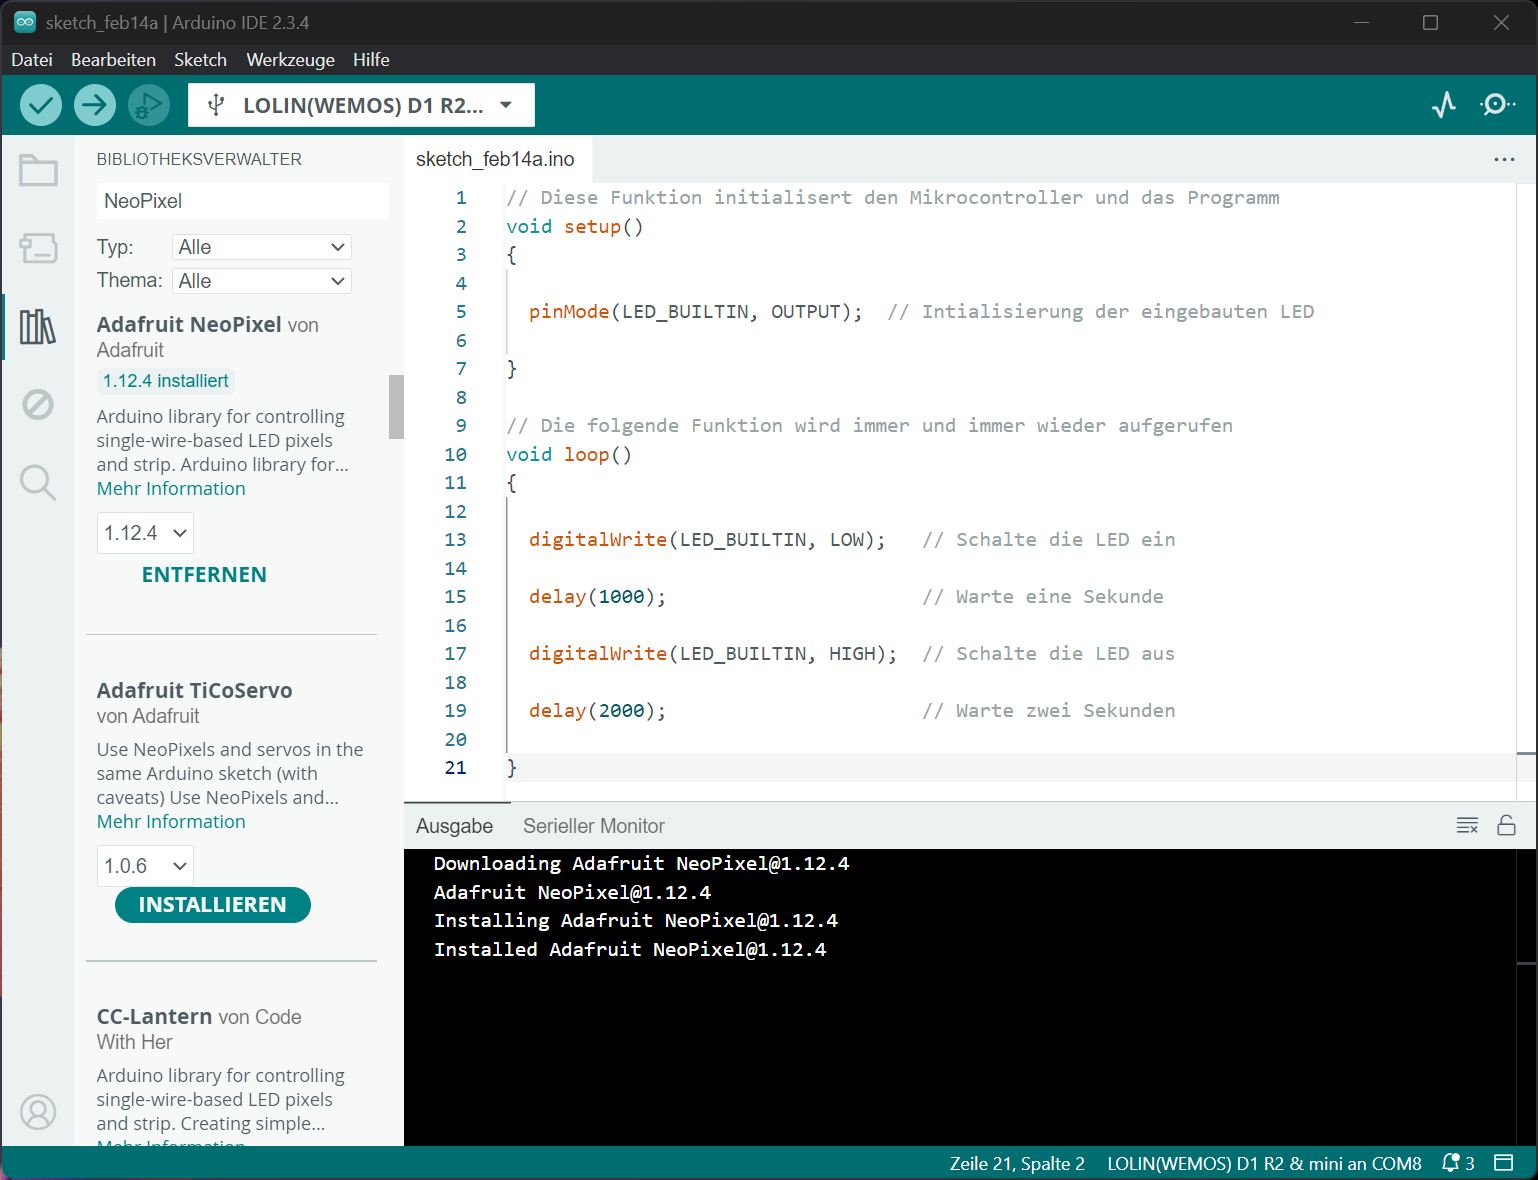 sketch_feb14a | Arduino IDE 2.3.4
Datei Bearbeiten Sketch Werkzeuge Hilfe
LOLIN(WEMOS) D1 R2...
BIBLIOTHEKSVERWALTER
NeoPixel
Typ: Alle
Thema: Alle
Adafruit NeoPixel von
Adafruit
1.12.4 installiert
Arduino library for controlling
single-wire-based LED pixels
and strip. Arduino library for...
Mehr Information
1.12.4
ENTFERNEN
Adafruit TiCoServo
von Adafruit
Use NeoPixels and servos in the
same Arduino sketch (with
caveats) Use NeoPixels and...
Mehr Information
1.0.6
INSTALLIEREN
CC-Lantern von Code
With Her
Arduino library for controlling
single-wire-based LED pixels
and strip. Creating simple...
Mehr Information
sketch_feb14a.ino
1 // Diese Funktion initialisert den Mikrocontroller und das Programm
2 void setup()
3 {
4
5 pinMode(LED_BUILTIN, OUTPUT); // Intialisierung der eingebauten LED
6
7 }
8
9 // Die folgende Funktion wird immer und immer wieder aufgerufen
10 void loop()
11 {
12
13 digitalWrite(LED_BUILTIN, LOW); // Schalte die LED ein
14
15 delay(1000); // Warte eine Sekunde
16
17 digitalWrite(LED_BUILTIN, HIGH); // Schalte die LED aus
18
19 delay(2000); // Warte zwei Sekunden
20
21 }
Ausgabe Serieller Monitor
Downloading Adafruit NeoPixel@1.12.4
Adafruit NeoPixel@1.12.4
Installing Adafruit NeoPixel@1.12.4
Installed Adafruit NeoPixel@1.12.4
Zeile 21, Spalte 2 LOLIN(WEMOS) D1 R2 & mini an COM8 3